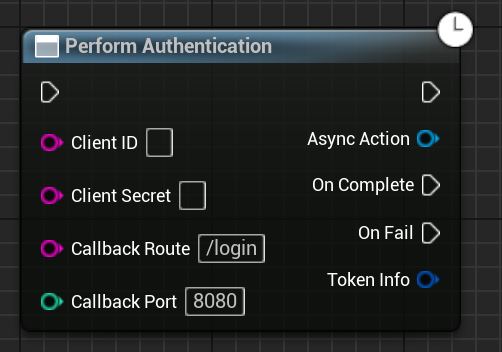 Perform Authentication
Client ID
Async Action
Client Secret
On Complete
Callback Route /login
On Fail
Callback Port 8080
Token Info